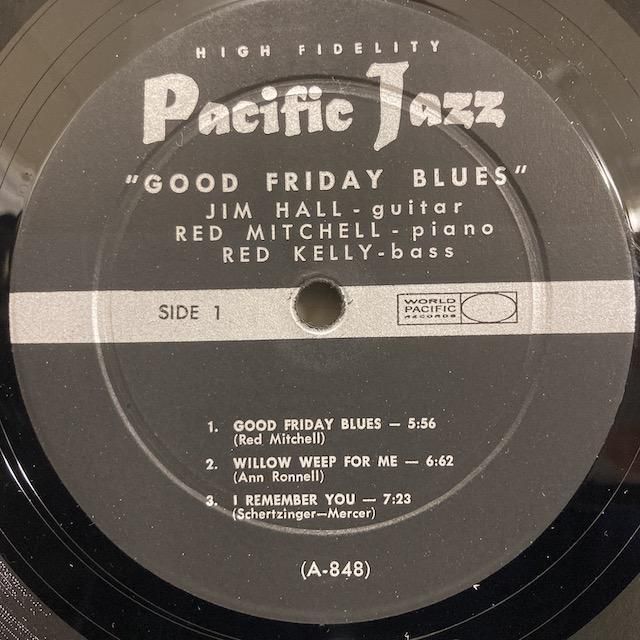 HIGH FIDELITY
Pacific Jazz
"GOOD FRIDAY BLUES"
JIM HALL - guitar
RED MITCHELL - piano
RED KELLY - bass
SIDE 1
WORLD
PACIFIC
RECORDS
1. GOOD FRIDAY BLUES — 5:56
(Red Mitchell)
2. WILLOW WEEP FOR ME — 6:62
(Ann Ronnell)
3. I REMEMBER YOU — 7:23
(Schertzinger—Mercer)
(A-848)